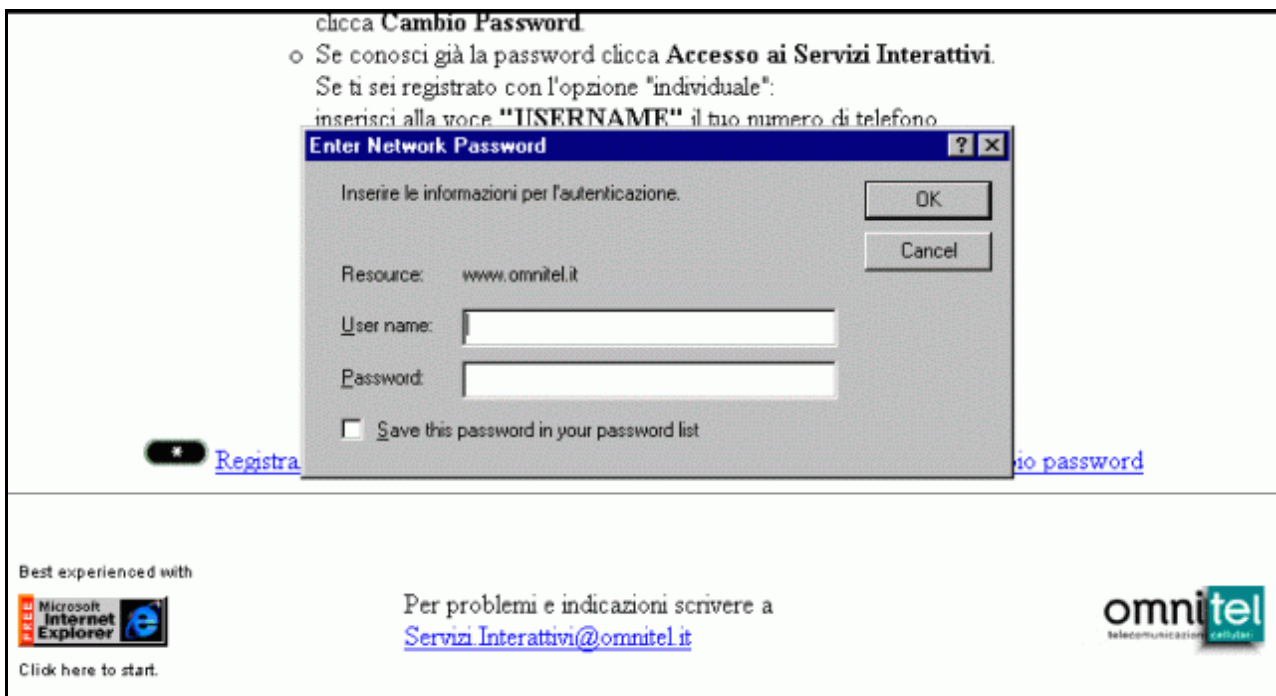 clicca Cambio Password.
o Se conosci già la password clicca Accesso ai Servizi Interattivi.
Se ti sei registrato con l'opzione "individuale":
inserisci alla voce "USERNAME" il tuo numero di telefono
Enter Network Password
Inserire le informazioni per l'autenticazione.
OK
Cancel
Resource: www.omnitel.it
User name:
Password:
Save this password in your password list
* Registra
io password
Best experienced with
FREE
Microsoft
Internet
Explorer
Click here to start.
Per problemi e indicazioni scrivere a
Servizi.Interattivi@omnitel.it
omnitel
telecomunicazioni cellulari